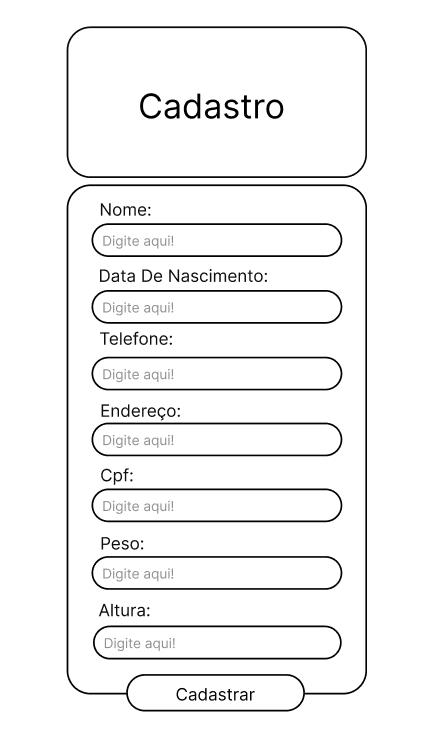 Cadastro
Nome:
Digite aqui!
Data De Nascimento:
Digite aqui!
Telefone:
Digite aqui!
Endereço:
Digite aqui!
Cpf:
Digite aqui!
Peso:
Digite aqui!
Altura:
Digite aqui!
Cadastrar